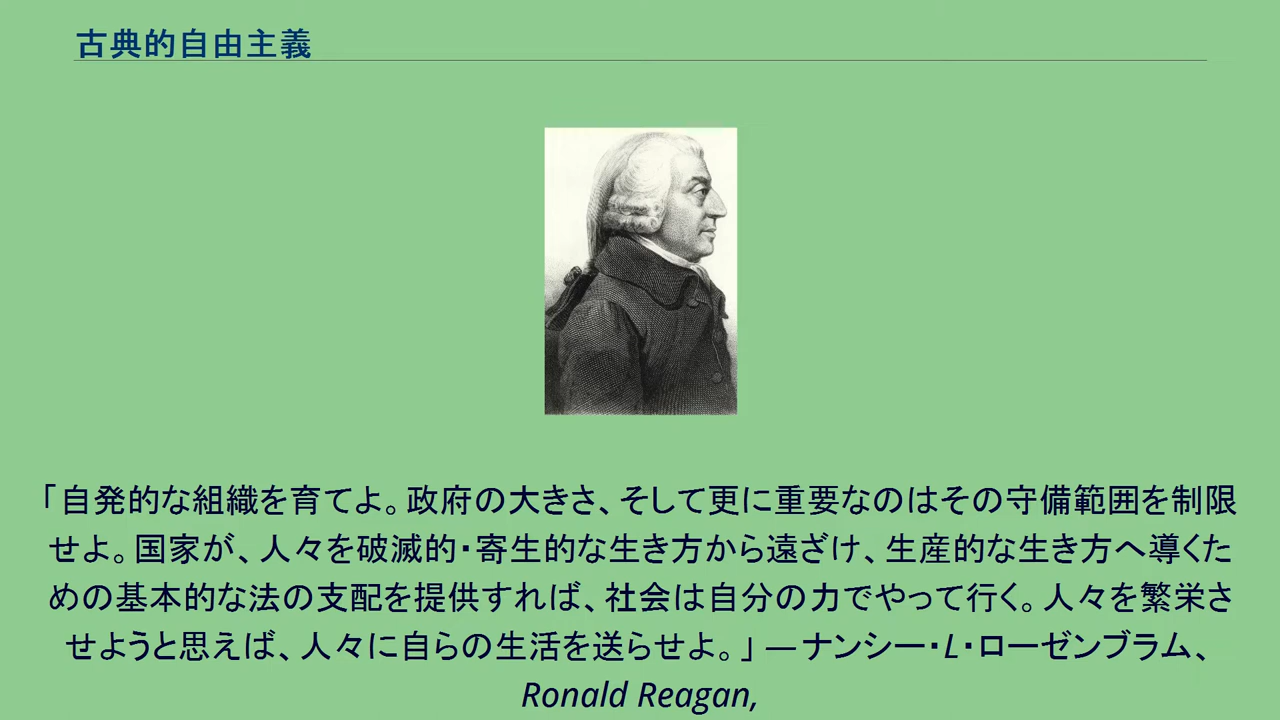 古典的自由主義
「自発的な組織を育てよ。政府の大きさ、そして更に重要なのはその守備範囲を制限
せよ。国家が、人々を破滅的・寄生的な生き方から遠ざけ、生産的な生き方へ導くた
めの基本的な法の支配を提供すれば、社会は自分の力でやって行く。人々を繁栄さ
せようと思えば、人々に自らの生活を送らせよ。」 —ナンシー・L・ローゼンブラム、
Ronald Reagan,